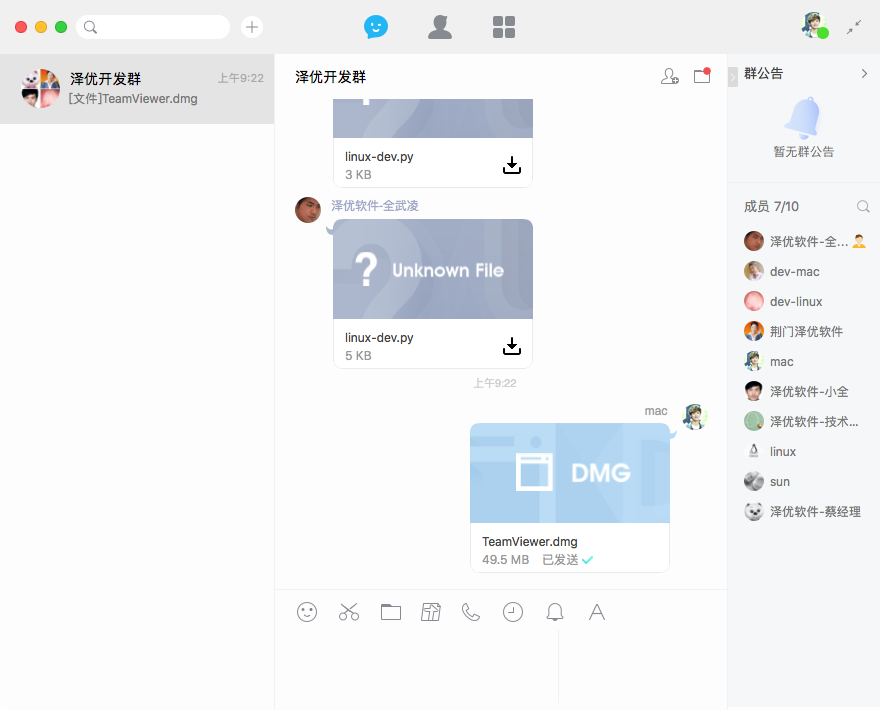 泽优开发群
上午9:22
[文件]TeamViewer.dmg
泽优开发群
linux-dev.py
3 KB
泽优软件-全武凌
? Unknown File
linux-dev.py
5 KB
上午9:22
mac
DMG
TeamViewer.dmg
49.5 MB 已发送
群公告
暂无群公告
成员 7/10
泽优软件-全...
dev-mac
dev-linux
荆门泽优软件
mac
泽优软件-小全
泽优软件-技术...
linux
sun
泽优软件-蔡经理